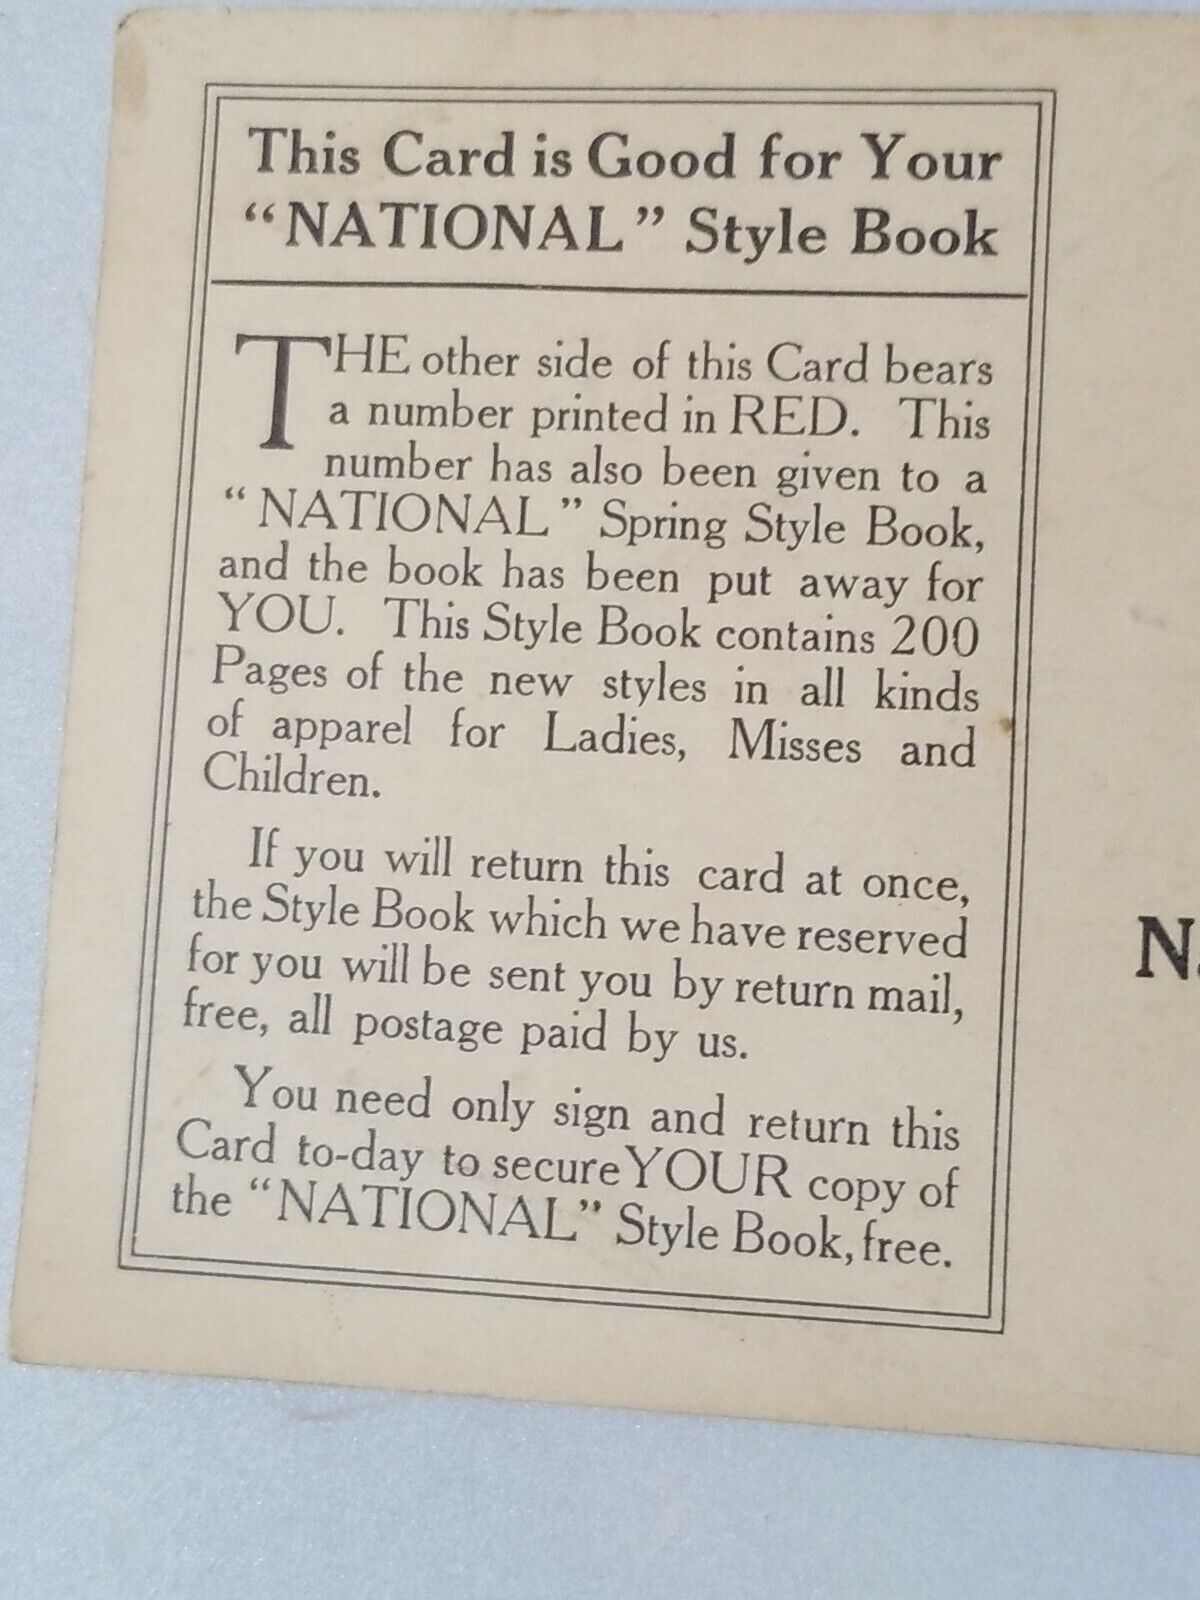 This Card is Good for Your
“NATIONAL” Style Book
THE other side of this Card bears
a number printed in RED. This
number has also been given to a
“NATIONAL” Spring Style Book,
and the book has been put away for
YOU. This Style Book contains 200
Pages of the new styles in all kinds
of apparel for Ladies, Misses and
Children.
If you will return this card at once,
the Style Book which we have reserved
for you will be sent you by return mail,
free, all postage paid by us.
You need only sign and return this
Card to-day to secure YOUR copy of
the “NATIONAL” Style Book, free.